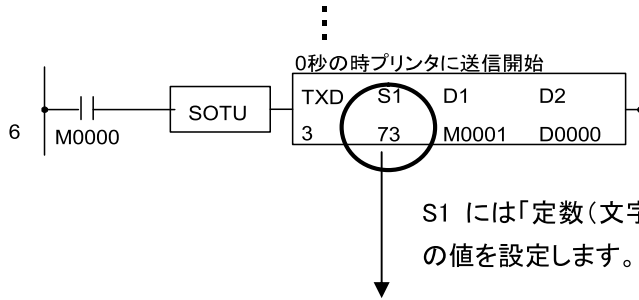 0秒の時プリンタに送信開始
TXD S1 D1 D2
SOTU
6 M0000 3 73 M0001 D0000
S1 には「定数(文字
の値を設定します。